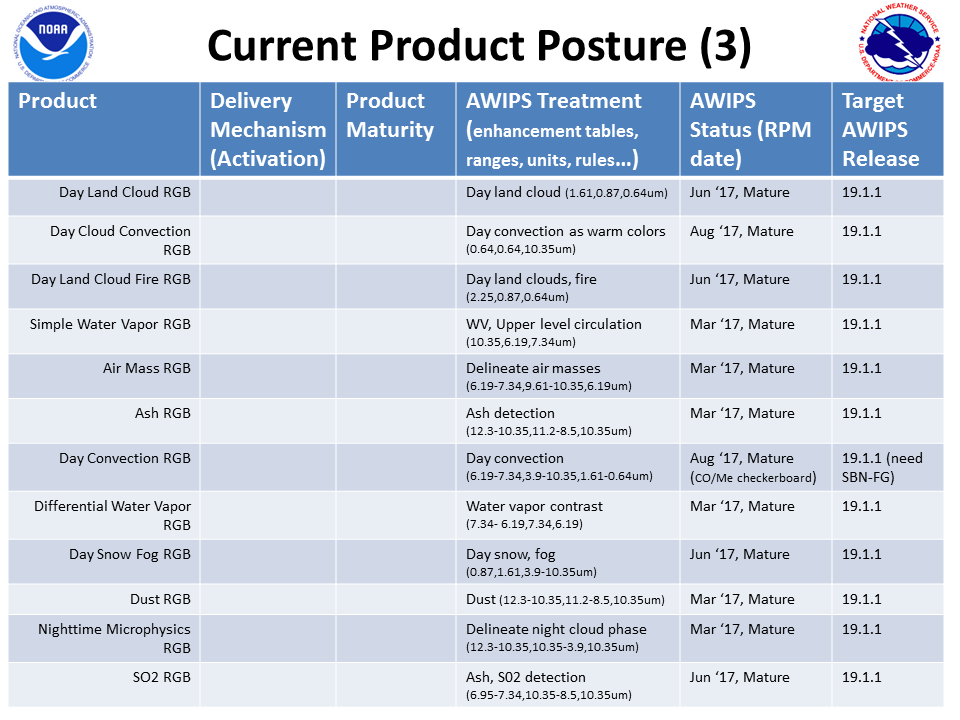 NATIONAL OCEANIC AND ATMOSPHERIC ADMINISTRATION
NOAA
Current Product Posture (3)
NATIONAL WEATHER SERVICE
Product
Delivery
Mechanism
(Activation)
Product
Maturity
AWIPS Treatment
(enhancement tables,
ranges, units, rules…)
AWIPS
Status (RPM
date)
Target
AWIPS
Release
Day Land Cloud RGB
Day land cloud (1.61,0.87,0.64um)
Jun ‘17, Mature
19.1.1
Day Cloud Convection
RGB
Day convection as warm colors
(0.64,0.64,10.35um)
Aug ‘17, Mature
19.1.1
Day Land Cloud Fire RGB
Day land clouds, fire
(2.25,0.87,0.64um)
Jun ‘17, Mature
19.1.1
Simple Water Vapor RGB
WV, Upper level circulation
(10.35,6.19,7.34um)
Mar ‘17, Mature
19.1.1
Air Mass RGB
Delineate air masses
(6.19-7.34,9.61-10.35,6.19um)
Mar ‘17, Mature
19.1.1
Ash RGB
Ash detection
(12.3-10.35,11.2-8.5,10.35um)
Mar ‘17, Mature
19.1.1
Day Convection RGB
Day convection
(6.19-7.34,3.9-10.35,1.61-0.64um)
Aug ‘17, Mature
(CO/Me checkerboard)
19.1.1 (need
SBN-FG)
Differential Water Vapor
RGB
Water vapor contrast
(7.34- 6.19,7.34,6.19)
Mar ‘17, Mature
19.1.1
Day Snow Fog RGB
Day snow, fog
(0.87,1.61,3.9-10.35um)
Jun ‘17, Mature
19.1.1
Dust RGB
Dust (12.3-10.35,11.2-8.5,10.35um)
Mar ‘17, Mature
19.1.1
Nighttime Microphysics
RGB
Delineate night cloud phase
(12.3-10.35,10.35-3.9,10.35um)
Mar ‘17, Mature
19.1.1
SO2 RGB
Ash, S02 detection
(6.95-7.34,10.35-8.5,10.35um)
Jun ‘17, Mature
19.1.1